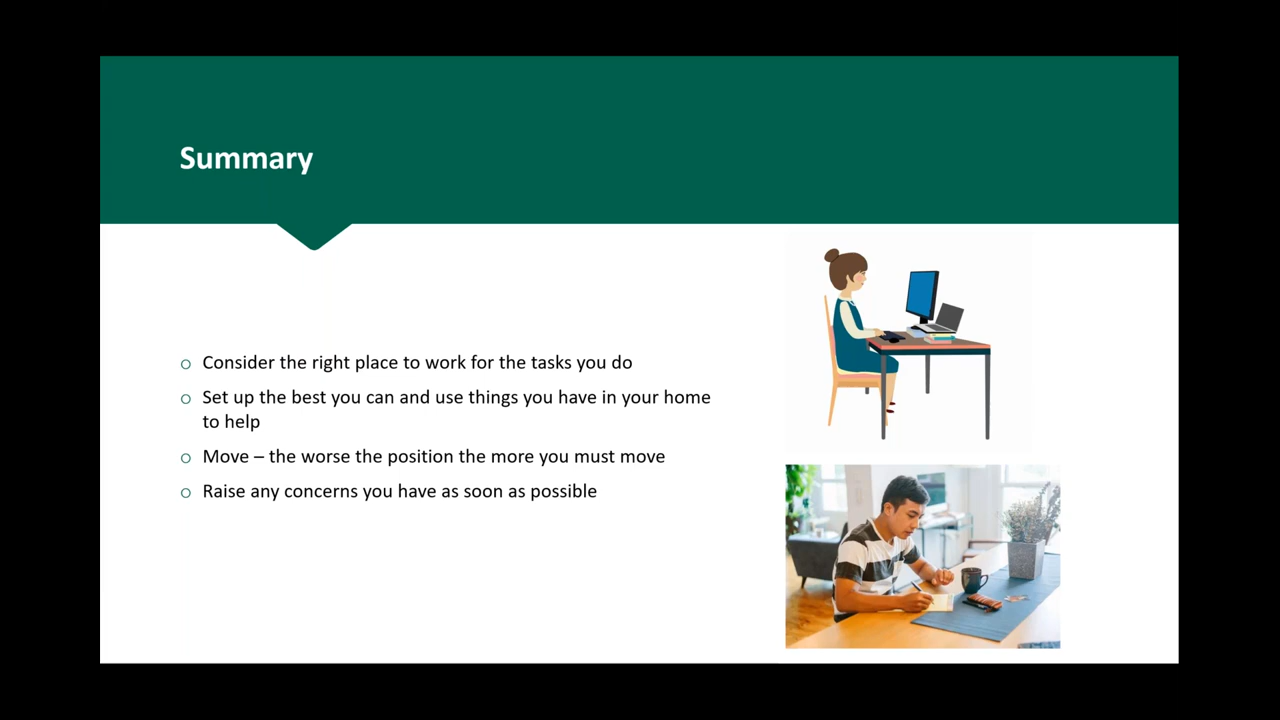 Summary
Consider the right place to work for the tasks you do
Set up the best you can and use things you have in your home
to help
Move – the worse the position the more you must move
Raise any concerns you have as soon as possible